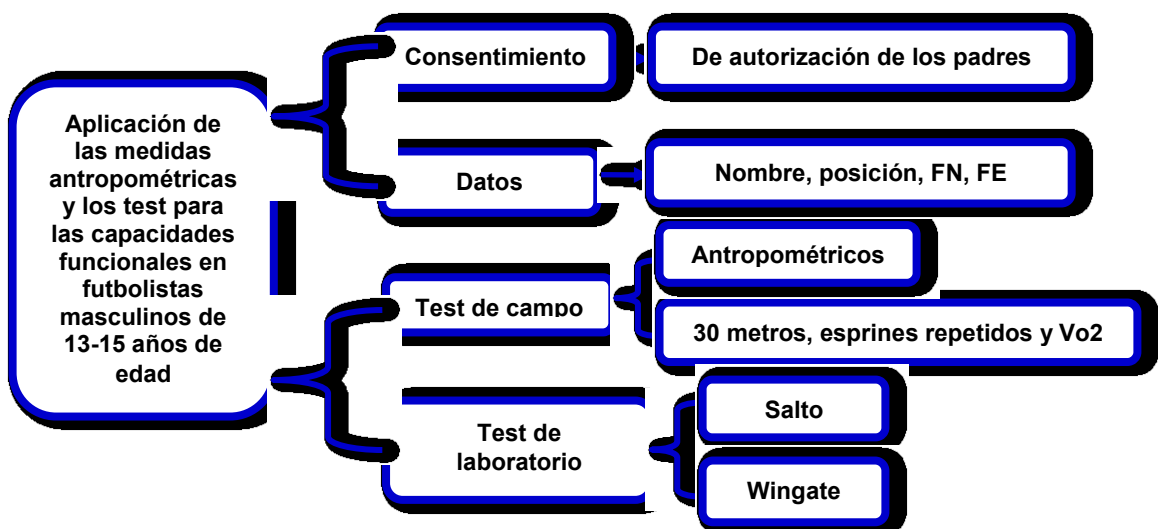 Aplicación de
las medidas
antropométricas
y los test para
las capacidades
funcionales en
futbolistas
masculinos de
13-15 años de
edad
Consentimiento
De autorización de los padres
Datos
Nombre, posición, FN, FE
Test de campo
Antropométricos
30 metros, esprines repetidos y Vo2
Test de
laboratorio
Salto
Wingate